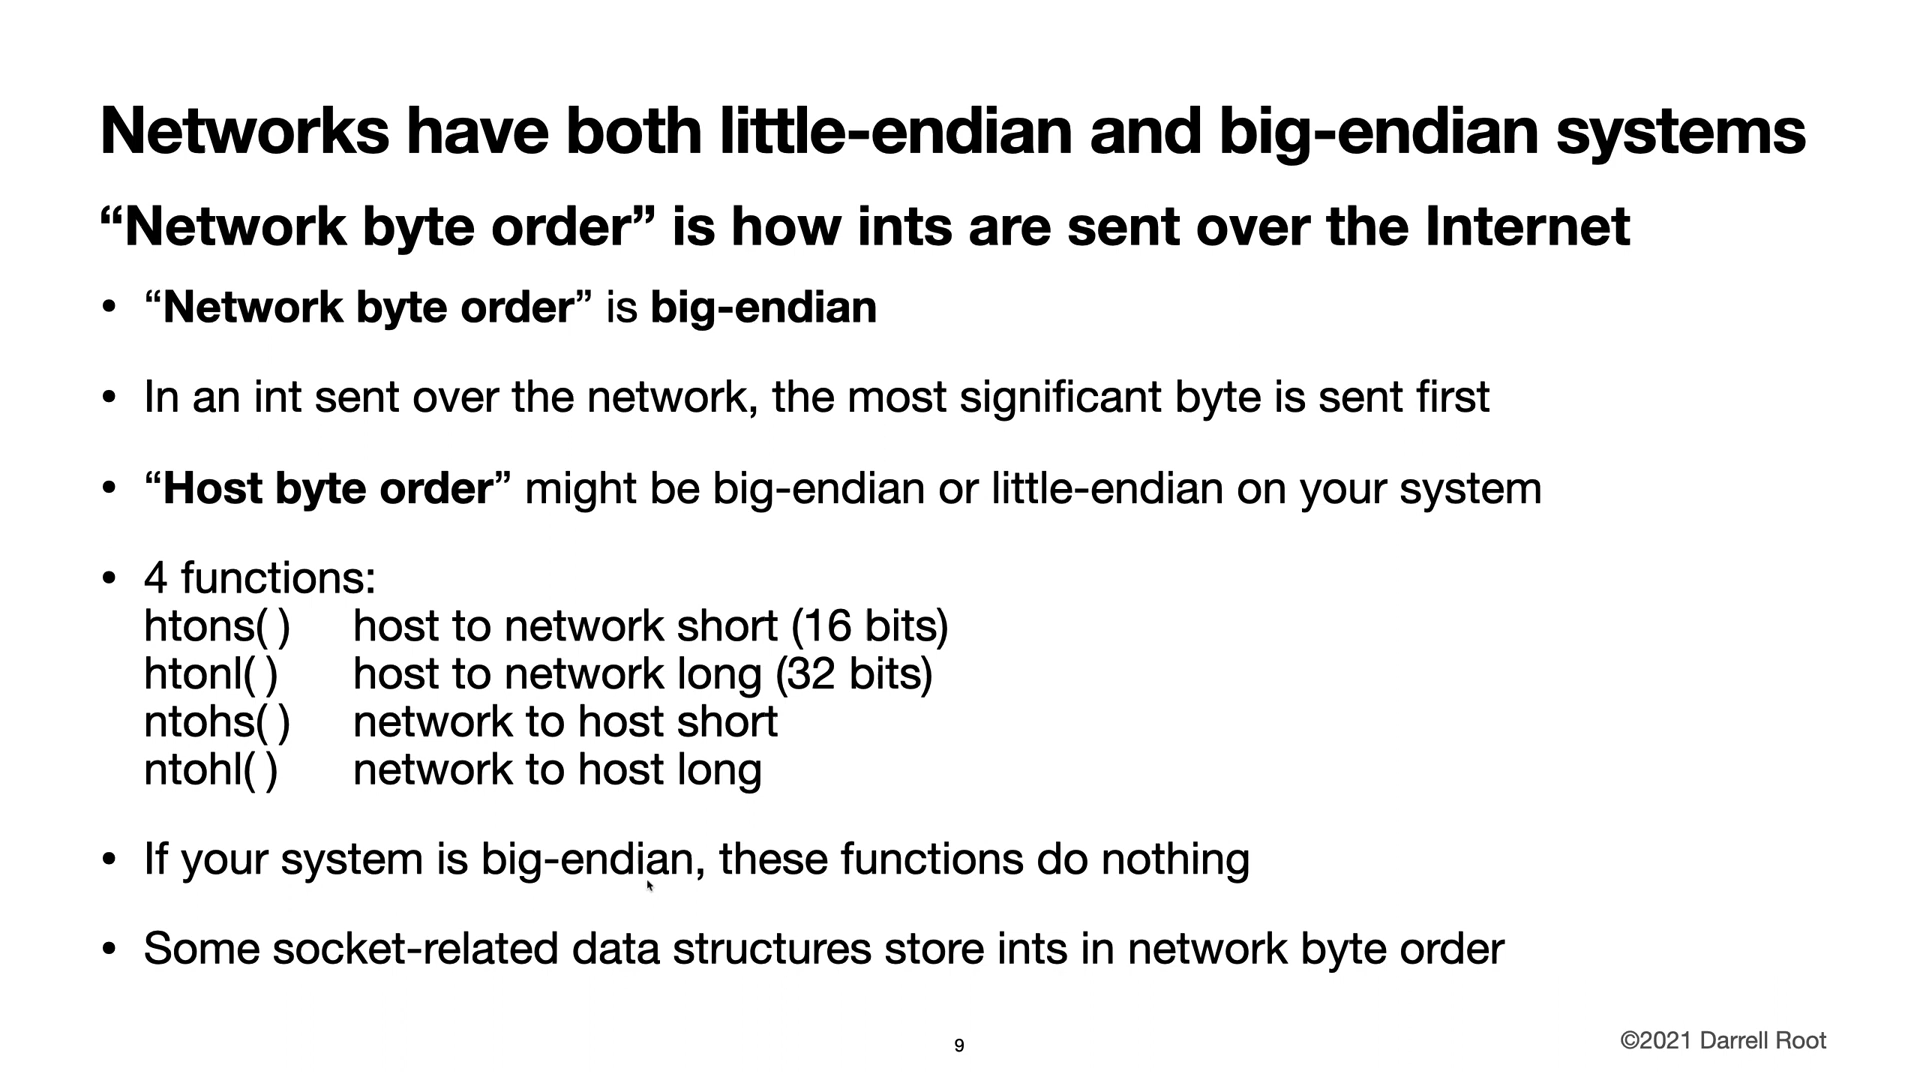 Networks have both little-endian and big-endian systems
“Network byte order” is how ints are sent over the Internet
• “Network byte order” is big-endian
• In an int sent over the network, the most significant byte is sent first
• “Host byte order” might be big-endian or little-endian on your system
• 4 functions:
htons( ) host to network short (16 bits)
htonl( ) host to network long (32 bits)
ntohs( ) network to host short
ntohl( ) network to host long
• If your system is big-endian, these functions do nothing
• Some socket-related data structures store ints in network byte order
9
©2021 Darrell Root